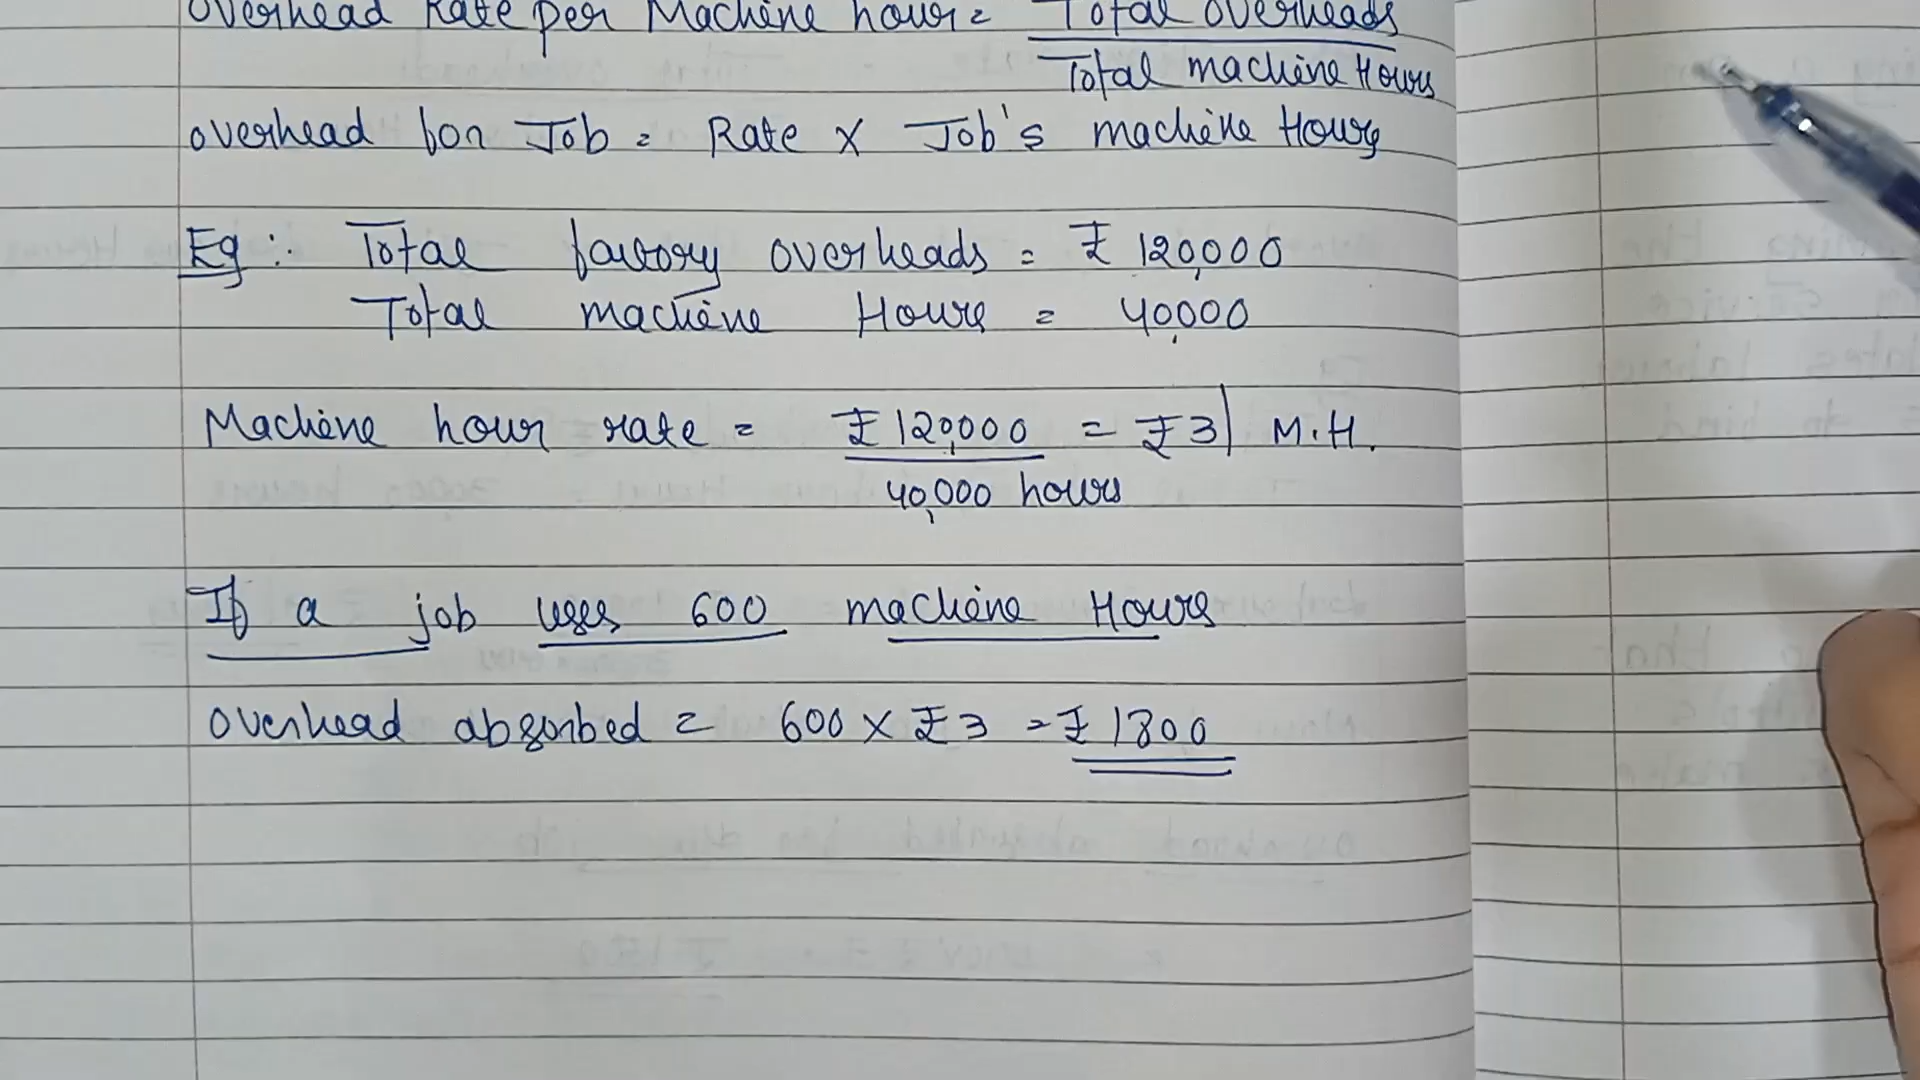 Overhead Rate per Machine hour = Total overheads
Total machine Hours
overhead for Job = Rate X Job's machine Hours
Eg:- Total factory overheads = ₹ 120,000
Total machine Hours = 40,000
Machine hour rate = ₹ 120,000 = ₹3/ M.H.
40,000 hours
If a job uses 600 machine Hours
Overhead absorbed = 600 x ₹ 3 = ₹ 1800